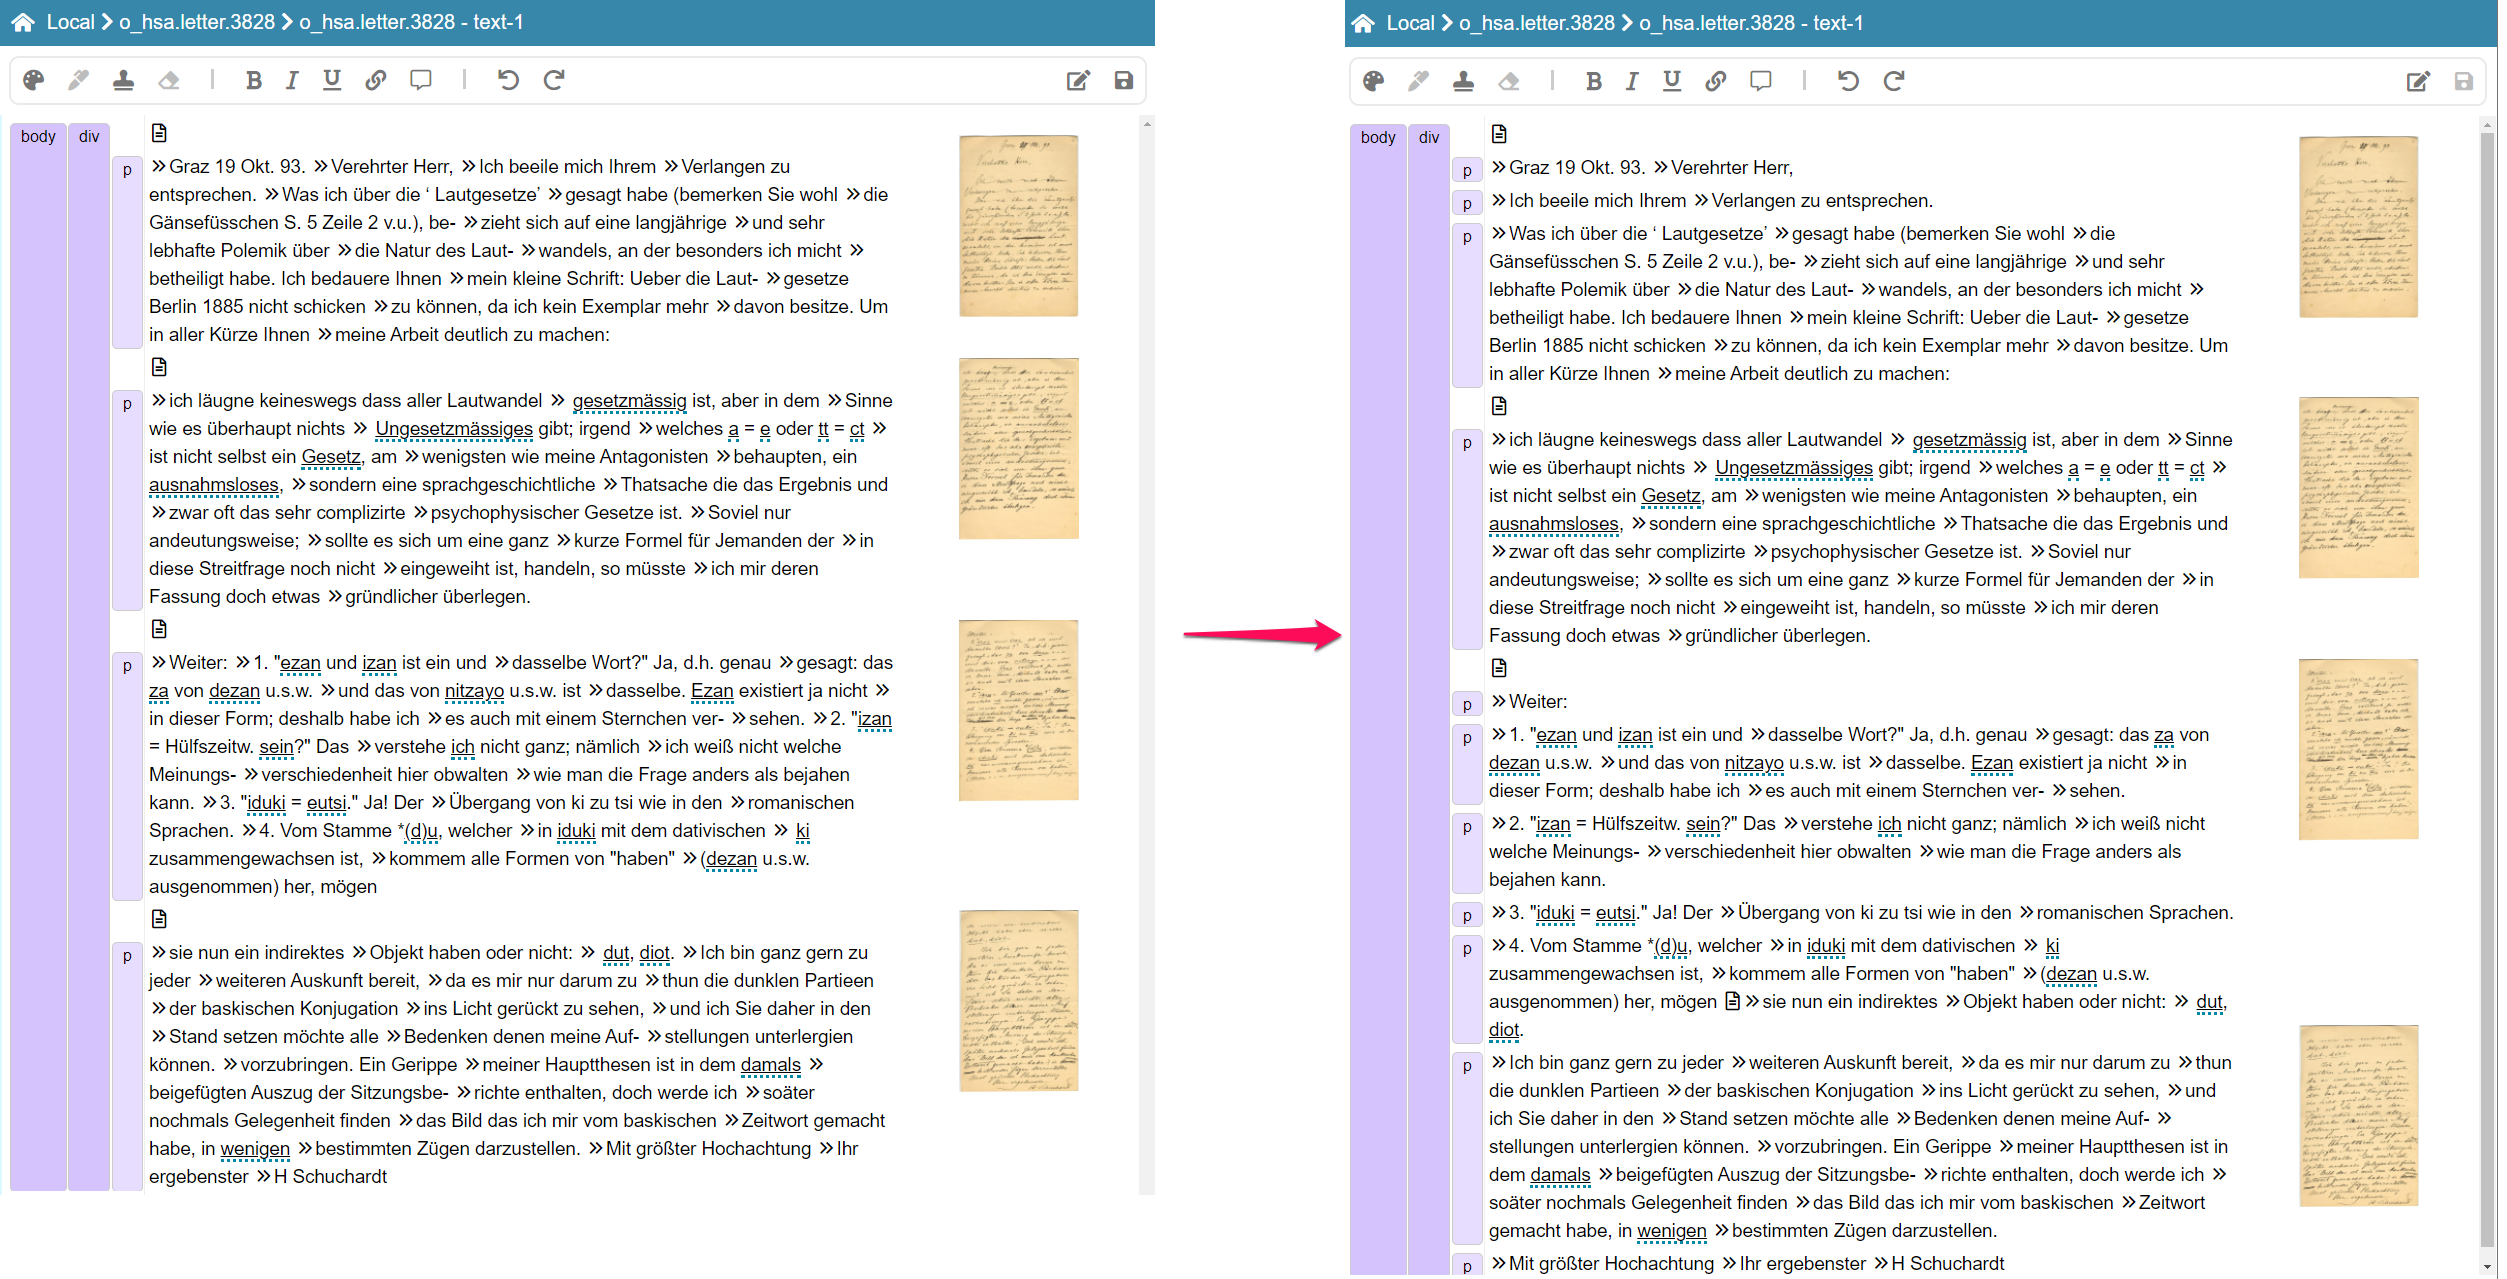 Local o_hsa.letter.3828 o_hsa.letter.3828 - text-1
B I U
body div
p »Graz 19 Okt. 93. »Verehrter Herr, »Ich beeile mich Ihrem »Verlangen zu
entsprechen. »Was ich über die ‘ Lautgesetze’ »gesagt habe (bemerken Sie wohl »die
Gänsefüsschen S. 5 Zeile 2 v.u.), be- »zieht sich auf eine langjährige »und sehr
lebhafte Polemik über »die Natur des Laut- »wandels, an der besonders ich micht »
betheiligt habe. Ich bedauere Ihnen »mein kleine Schrift: Ueber die Laut- »gesetze
Berlin 1885 nicht schicken »zu können, da ich kein Exemplar mehr »davon besitze. Um
in aller Kürze Ihnen »meine Arbeit deutlich zu machen:
p »ich läugne keineswegs dass aller Lautwandel » gesetzmässig ist, aber in dem »Sinne
wie es überhaupt nichts » Ungesetzmässiges gibt; irgend »welches a = e oder tt = ct »
ist nicht selbst ein Gesetz, am »wenigsten wie meine Antagonisten »behaupten, ein
ausnahmsloses, »sondern eine sprachgeschichtliche »Thatsache die das Ergebnis und
»zwar oft das sehr complizirte »psychophysischer Gesetze ist. »Soviel nur
andeutungsweise; »sollte es sich um eine ganz »kurze Formel für Jemanden der »in
diese Streitfrage noch nicht »eingeweiht ist, handeln, so müsste »ich mir deren
Fassung doch etwas »gründlicher überlegen.
p »Weiter: »1. "ezan und izan ist ein und »dasselbe Wort?" Ja, d.h. genau »gesagt: das
za von dezan u.s.w. »und das von nitzayo u.s.w. ist »dasselbe. Ezan existiert ja nicht »
in dieser Form; deshalb habe ich »es auch mit einem Sternchen ver- »sehen. »2. "izan
= Hülfszeitw. sein?" Das »verstehe ich nicht ganz; nämlich »ich weiß nicht welche
Meinungs- »verschiedenheit hier obwalten »wie man die Frage anders als bejahen
kann. »3. "iduki = eutsi." Ja! Der »Übergang von ki zu tsi wie in den »romanischen
Sprachen. »4. Vom Stamme *(d)u, welcher »in iduki mit dem dativischen » ki
zusammengewachsen ist, »kommem alle Formen von "haben" »(dezan u.s.w.
ausgenommen) her, mögen
p »sie nun ein indirektes »Objekt haben oder nicht: » dut, diot. »Ich bin ganz gern zu
jeder »weiteren Auskunft bereit, »da es mir nur darum zu »thun die dunklen Partieen
»der baskischen Konjugation »ins Licht gerückt zu sehen, »und ich Sie daher in den
»Stand setzen möchte alle »Bedenken denen meine Auf- »stellungen unterlergien
können. »vorzubringen. Ein Gerippe »meiner Hauptthesen ist in dem damals »
beigefügten Auszug der Sitzungsbe- »richte enthalten, doch werde ich »soäter
nochmals Gelegenheit finden »das Bild das ich mir vom baskischen »Zeitwort gemacht
habe, in wenigen »bestimmten Zügen darzustellen. »Mit größter Hochachtung »Ihr
ergebenster »H Schuchardt
Local o_hsa.letter.3828 o_hsa.letter.3828 - text-1
B I U
body div
p »Graz 19 Okt. 93. »Verehrter Herr,
p »Ich beeile mich Ihrem »Verlangen zu entsprechen.
p »Was ich über die ‘ Lautgesetze’ »gesagt habe (bemerken Sie wohl »die
Gänsefüsschen S. 5 Zeile 2 v.u.), be- »zieht sich auf eine langjährige »und sehr
lebhafte Polemik über »die Natur des Laut- »wandels, an der besonders ich micht »
betheiligt habe. Ich bedauere Ihnen »mein kleine Schrift: Ueber die Laut- »gesetze
Berlin 1885 nicht schicken »zu können, da ich kein Exemplar mehr »davon besitze. Um
in aller Kürze Ihnen »meine Arbeit deutlich zu machen:
p »ich läugne keineswegs dass aller Lautwandel » gesetzmässig ist, aber in dem »Sinne
wie es überhaupt nichts » Ungesetzmässiges gibt; irgend »welches a = e oder tt = ct »
ist nicht selbst ein Gesetz, am »wenigsten wie meine Antagonisten »behaupten, ein
ausnahmsloses, »sondern eine sprachgeschichtliche »Thatsache die das Ergebnis und
»zwar oft das sehr complizirte »psychophysischer Gesetze ist. »Soviel nur
andeutungsweise; »sollte es sich um eine ganz »kurze Formel für Jemanden der »in
diese Streitfrage noch nicht »eingeweiht ist, handeln, so müsste »ich mir deren
Fassung doch etwas »gründlicher überlegen.
p »Weiter:
p »1. "ezan und izan ist ein und »dasselbe Wort?" Ja, d.h. genau »gesagt: das za von
dezan u.s.w. »und das von nitzayo u.s.w. ist »dasselbe. Ezan existiert ja nicht »in
dieser Form; deshalb habe ich »es auch mit einem Sternchen ver- »sehen.
p »2. "izan = Hülfszeitw. sein?" Das »verstehe ich nicht ganz; nämlich »ich weiß nicht
welche Meinungs- »verschiedenheit hier obwalten »wie man die Frage anders als
bejahen kann.
p »3. "iduki = eutsi." Ja! Der »Übergang von ki zu tsi wie in den »romanischen Sprachen.
p »4. Vom Stamme *(d)u, welcher »in iduki mit dem dativischen » ki
zusammengewachsen ist, »kommem alle Formen von "haben" »(dezan u.s.w.
ausgenommen) her, mögen »sie nun ein indirektes »Objekt haben oder nicht: » dut,
diot.
p »Ich bin ganz gern zu jeder »weiteren Auskunft bereit, »da es mir nur darum zu »thun
die dunklen Partieen »der baskischen Konjugation »ins Licht gerückt zu sehen, »und
ich Sie daher in den »Stand setzen möchte alle »Bedenken denen meine Auf- »
stellungen unterlergien können. »vorzubringen. Ein Gerippe »meiner Hauptthesen ist in
dem damals »beigefügten Auszug der Sitzungsbe- »richte enthalten, doch werde ich »
soäter nochmals Gelegenheit finden »das Bild das ich mir vom baskischen »Zeitwort
gemacht habe, in wenigen »bestimmten Zügen darzustellen.
p »Mit größter Hochachtung »Ihr ergebenster »H Schuchardt